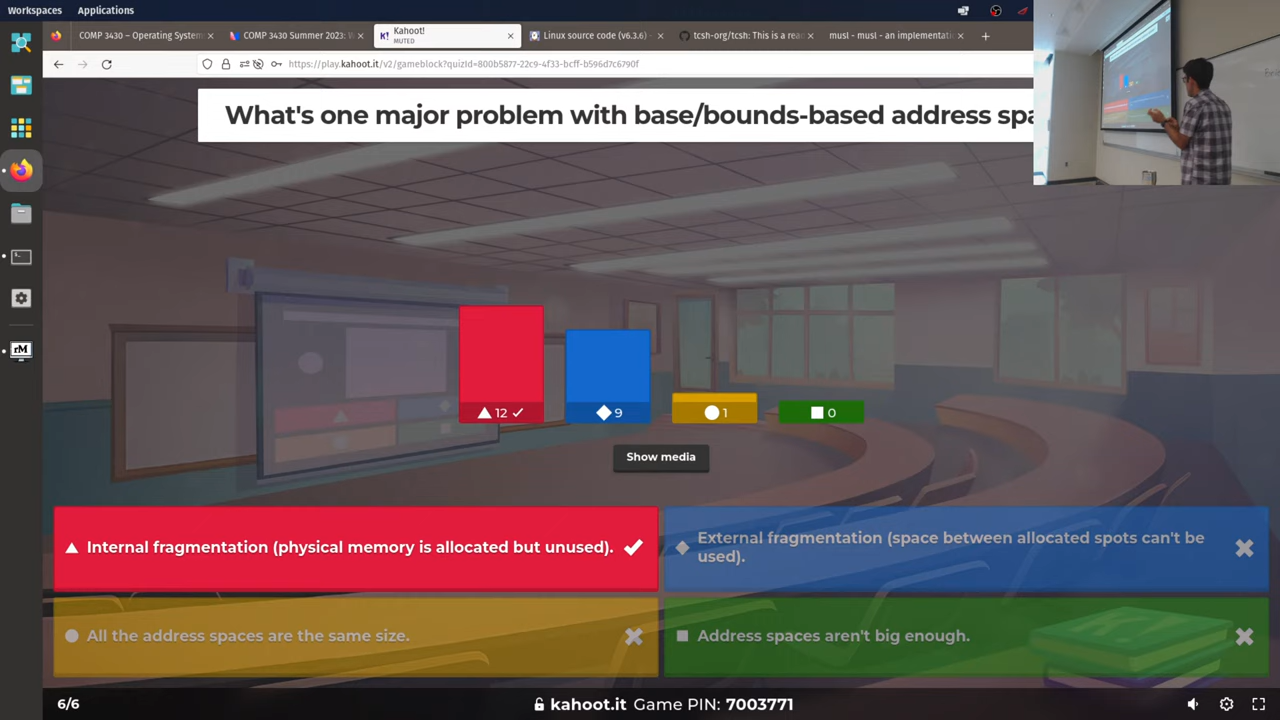 Workspaces Applications
COMP 3430 – Operating System
COMP 3430 Summer 2023: W
Kahoot!
MUTED
Linux source code (v6.3.6) -
tcsh-org/tcsh: This is a rea
musl - musl - an implementati
https://play.kahoot.it/v2/gameblock?quizId=800b5877-22c9-4f33-bcff-b596d7c6790f
What's one major problem with base/bounds-based address spa
12
9
1
0
Show media
Internal fragmentation (physical memory is allocated but unused).
External fragmentation (space between allocated spots can't be
used).
All the address spaces are the same size.
Address spaces aren't big enough.
rM
6/6
kahoot.it Game PIN: 7003771